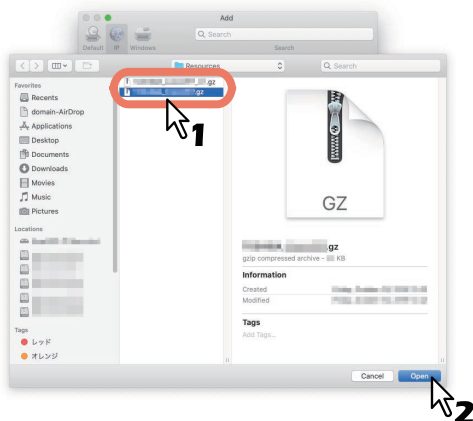 Add
Search
Default IP Windows Search
Resources
Search
Favorites
Recents
domain-AirDrop
Applications
Desktop
Documents
Downloads
Movies
Music
Pictures
Locations
Tags
レッド
オレンジ
.gz
.gz
1
GZ
.gz
gzip compressed archive - KB
Information
Created
Modified
Tags
Add Tags...
Cancel Open
2